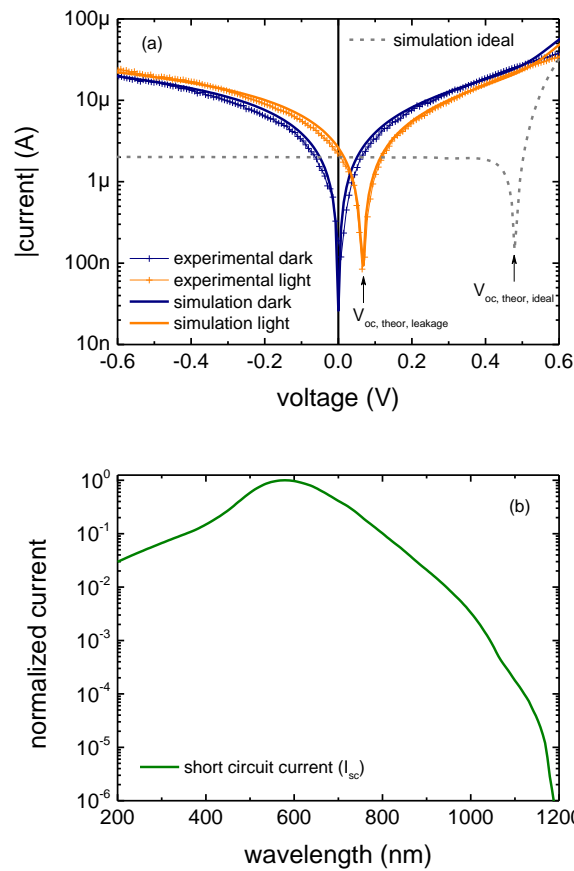 100µ
(a)
simulation ideal
10µ
|current| (A)
1µ
100n
experimental dark
experimental light
simulation dark
simulation light
V_oc, theor, leakage
V_oc, theor, ideal
10n
-0.6 -0.4 -0.2 0.0 0.2 0.4 0.6
voltage (V)
10^0
(b)
10^-1
10^-2
normalized current
10^-3
10^-4
10^-5
short circuit current (I_sc)
10^-6
200 400 600 800 1000 1200
wavelength (nm)